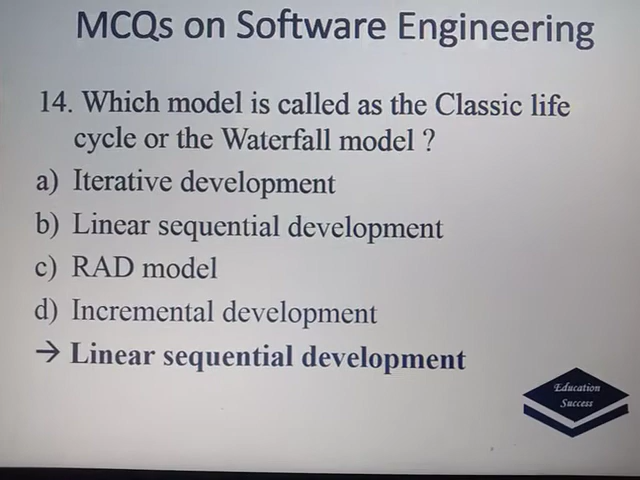 MCQs on Software Engineering
14. Which model is called as the Classic life
cycle or the Waterfall model ?
a) Iterative development
b) Linear sequential development
c) RAD model
d) Incremental development
→ Linear sequential development
Education
Success